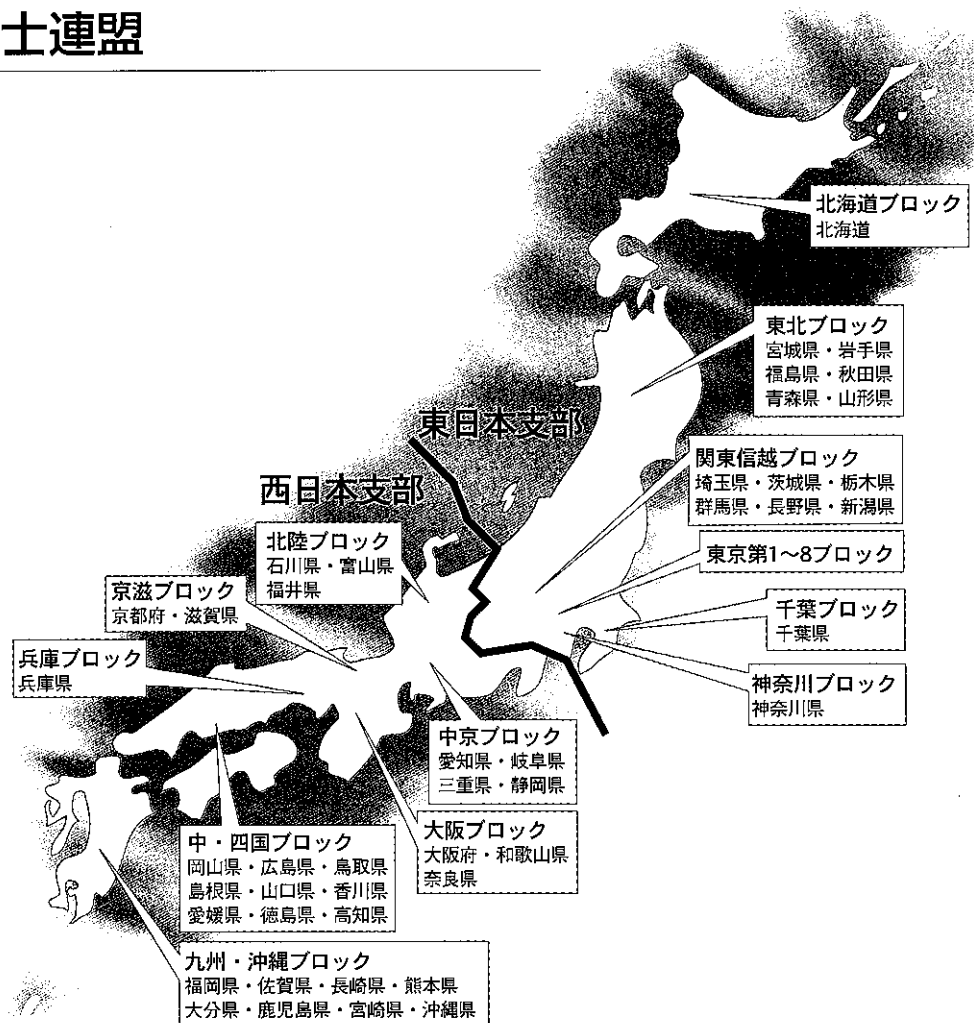 士連盟
北海道ブロック
北海道
東北ブロック
宮城県・岩手県
福島県・秋田県
青森県・山形県
東日本支部
関東信越ブロック
埼玉県・茨城県・栃木県
群馬県・長野県・新潟県
西日本支部
北陸ブロック
石川県・富山県
福井県
東京第1〜8ブロック
京滋ブロック
京都府・滋賀県
千葉ブロック
千葉県
兵庫ブロック
兵庫県
神奈川ブロック
神奈川県
中京ブロック
愛知県・岐阜県
三重県・静岡県
大阪ブロック
大阪府・和歌山県
奈良県
中・四国ブロック
岡山県・広島県・鳥取県
島根県・山口県・香川県
愛媛県・徳島県・高知県
九州・沖縄ブロック
福岡県・佐賀県・長崎県・熊本県
大分県・鹿児島県・宮崎県・沖縄県